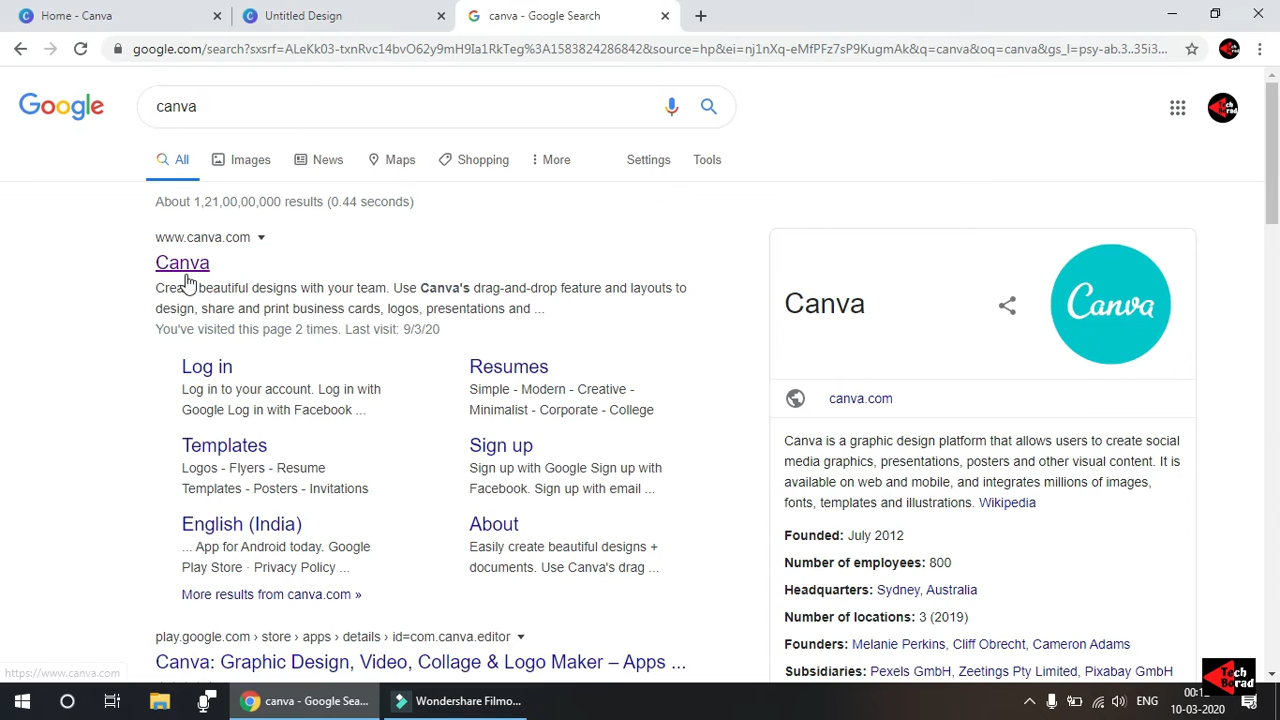 Home - Canva
Untitled Design
canva - Google Search
google.com/search?sxsrf=ALeKk03-txnRvc14bvO62y9mH9Ia1RkTeg%3A1583824286842&source=hp&ei=nj1nXq-eMfPFz7sP9KugmAk&q=canva&oq=canva&gs_l=psy-ab.3..35i3...
Google
canva
All
Images
News
Maps
Shopping
More
Settings
Tools
About 1,21,00,00,000 results (0.44 seconds)
www.canva.com
Canva
beautiful designs with your team. Use Canva's drag-and-drop feature and layouts to
design, share and print business cards, logos, presentations and ...
You've visited this page 2 times. Last visit: 9/3/20
Log in
Log in to your account. Log in with
Google Log in with Facebook ...
Resumes
Simple - Modern - Creative -
Minimalist - Corporate - College
Templates
Logos - Flyers - Resume
Templates - Posters - Invitations
Sign up
Sign up with Google Sign up with
Facebook. Sign up with email ...
English (India)
... App for Android today. Google
Play Store · Privacy Policy ...
About
Easily create beautiful designs +
documents. Use Canva's drag ...
More results from canva.com »
play.google.com › store › apps › details › id=com.canva.editor
Canva: Graphic Design, Video, Collage & Logo Maker – Apps ...
Canva
Canva
canva.com
Canva is a graphic design platform that allows users to create social
media graphics, presentations, posters and other visual content. It is
available on web and mobile, and integrates millions of images,
fonts, templates and illustrations. Wikipedia
Founded: July 2012
Number of employees: 800
Headquarters: Sydney, Australia
Number of locations: 3 (2019)
Founders: Melanie Perkins, Cliff Obrecht, Cameron Adams
Subsidiaries: Pexels GmbH, Zeetings Pty Limited, Pixabay GmbH
https://www.canva.com
Tech
Borad
canva - Google Sea...
Wondershare Filmo...
ENG
10-03-2020